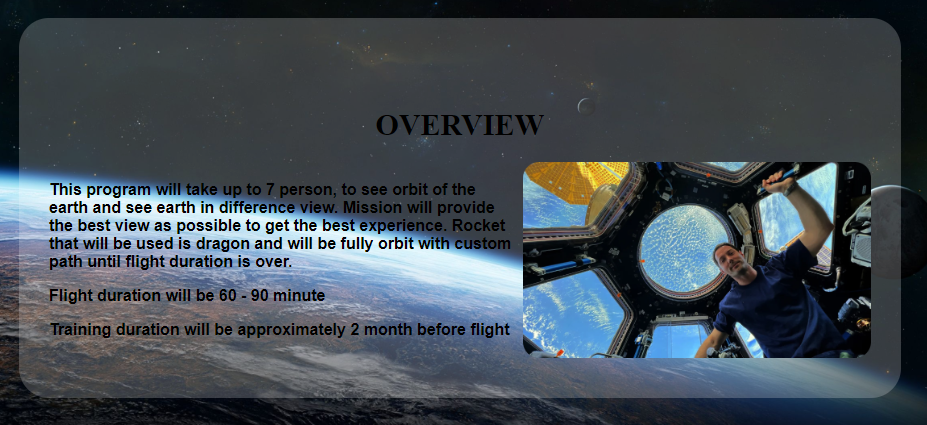 OVERVIEW
This program will take up to 7 person, to see orbit of the
earth and see earth in difference view. Mission will provide
the best view as possible to get the best experience. Rocket
that will be used is dragon and will be fully orbit with custom
path until flight duration is over.
Flight duration will be 60 - 90 minute
Training duration will be approximately 2 month before flight